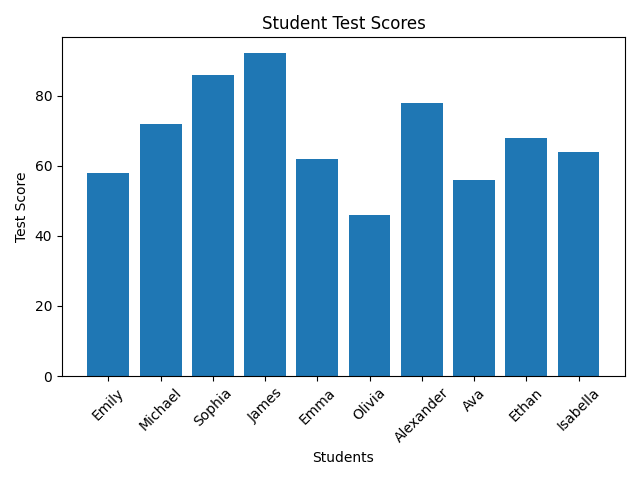 Student Test Scores
Test Score
80
60
40
20
0
Emily
Michael
Sophia
James
Emma
Olivia
Alexander
Ava
Ethan
Isabella
Students